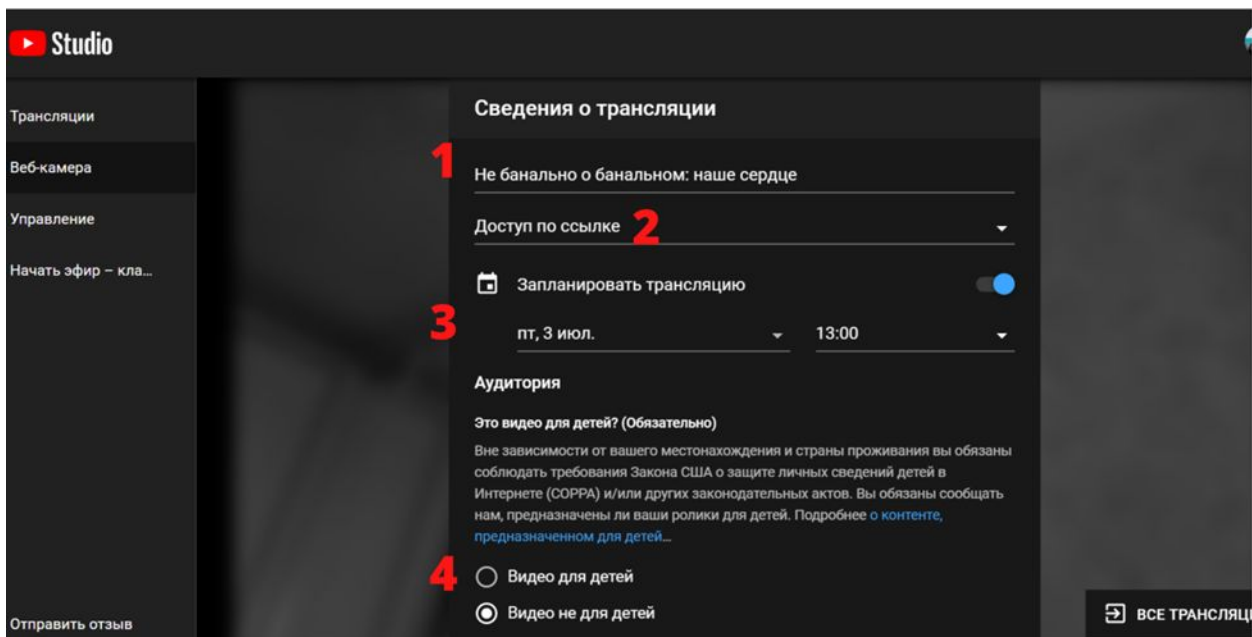 Studio
Трансляции
Веб-камера
Управление
Начать эфир – кла...
Отправить отзыв
Сведения о трансляции
1
Не банально о банальном: наше сердце
Доступ по ссылке 2
Запланировать трансляцию
3
пт, 3 июл. 13:00
Аудитория
Это видео для детей? (Обязательно)
Вне зависимости от вашего местонахождения и страны проживания вы обязаны
соблюдать требования Закона США о защите личных сведений детей в
Интернете (COPPA) и/или других законодательных актов. Вы обязаны сообщать
нам, предназначены ли ваши ролики для детей. Подробнее о контенте,
предназначенном для детей...
4
Видео для детей
Видео не для детей
ВСЕ ТРАНСЛЯЦ